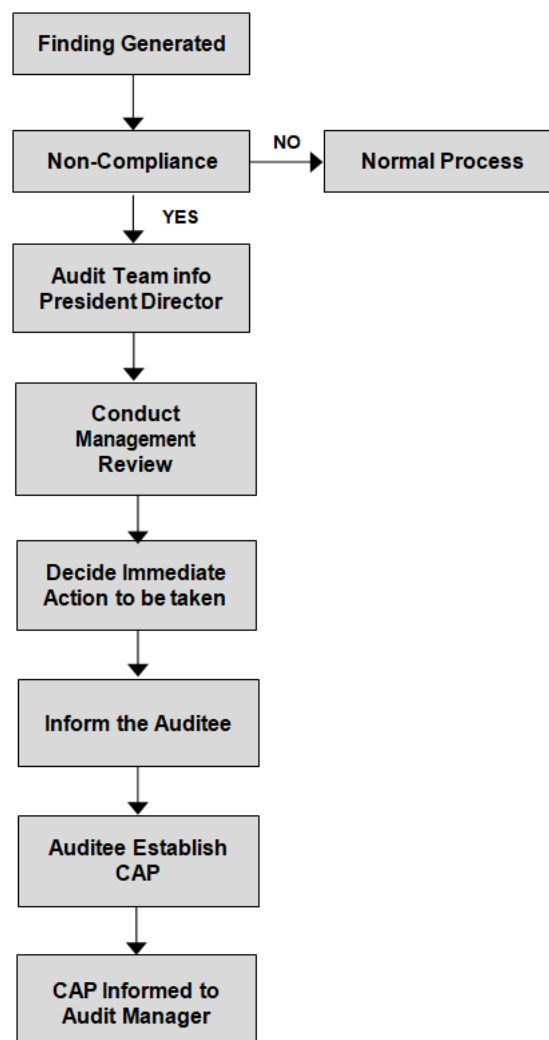 Finding Generated
Non-Compliance
NO
Normal Process
YES
Audit Team info
President Director
Conduct
Management
Review
Decide Immediate
Action to be taken
Inform the Auditee
Auditee Establish
CAP
CAP Informed to
Audit Manager